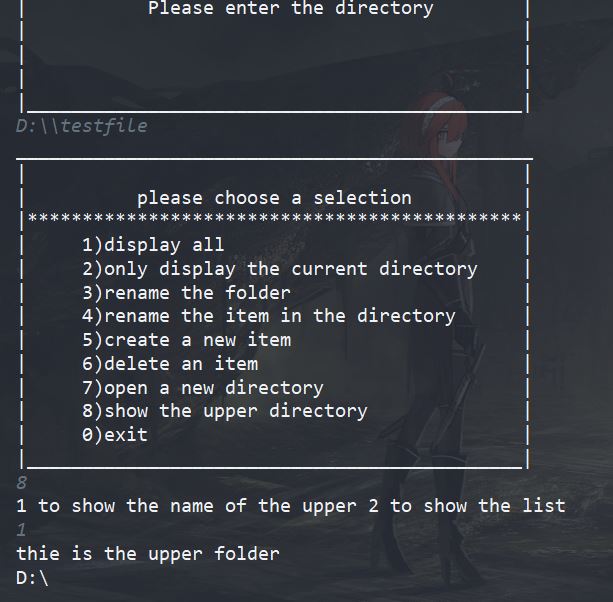 Please enter the directory
D:\\testfile
please choose a selection
*********************************************
1)display all
2)only display the current directory
3)rename the folder
4)rename the item in the directory
5)create a new item
6)delete an item
7)open a new directory
8)show the upper directory
0)exit
8
1 to show the name of the upper 2 to show the list
1
thie is the upper folder
D:\